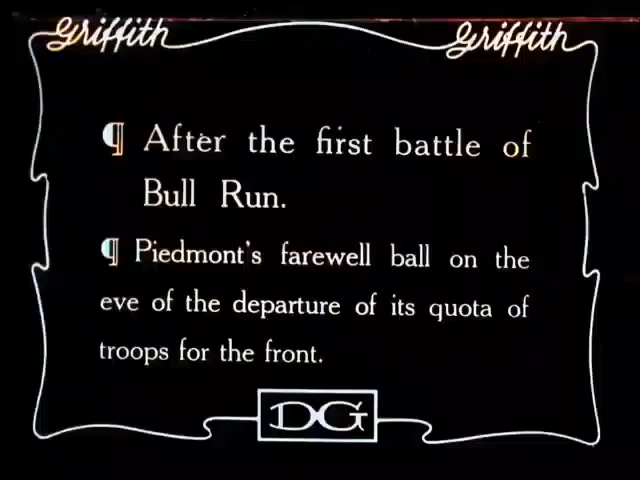 Griffith Griffith
¶ After the first battle of
Bull Run.
¶ Piedmont's farewell ball on the
eve of the departure of its quota of
troops for the front.
DG